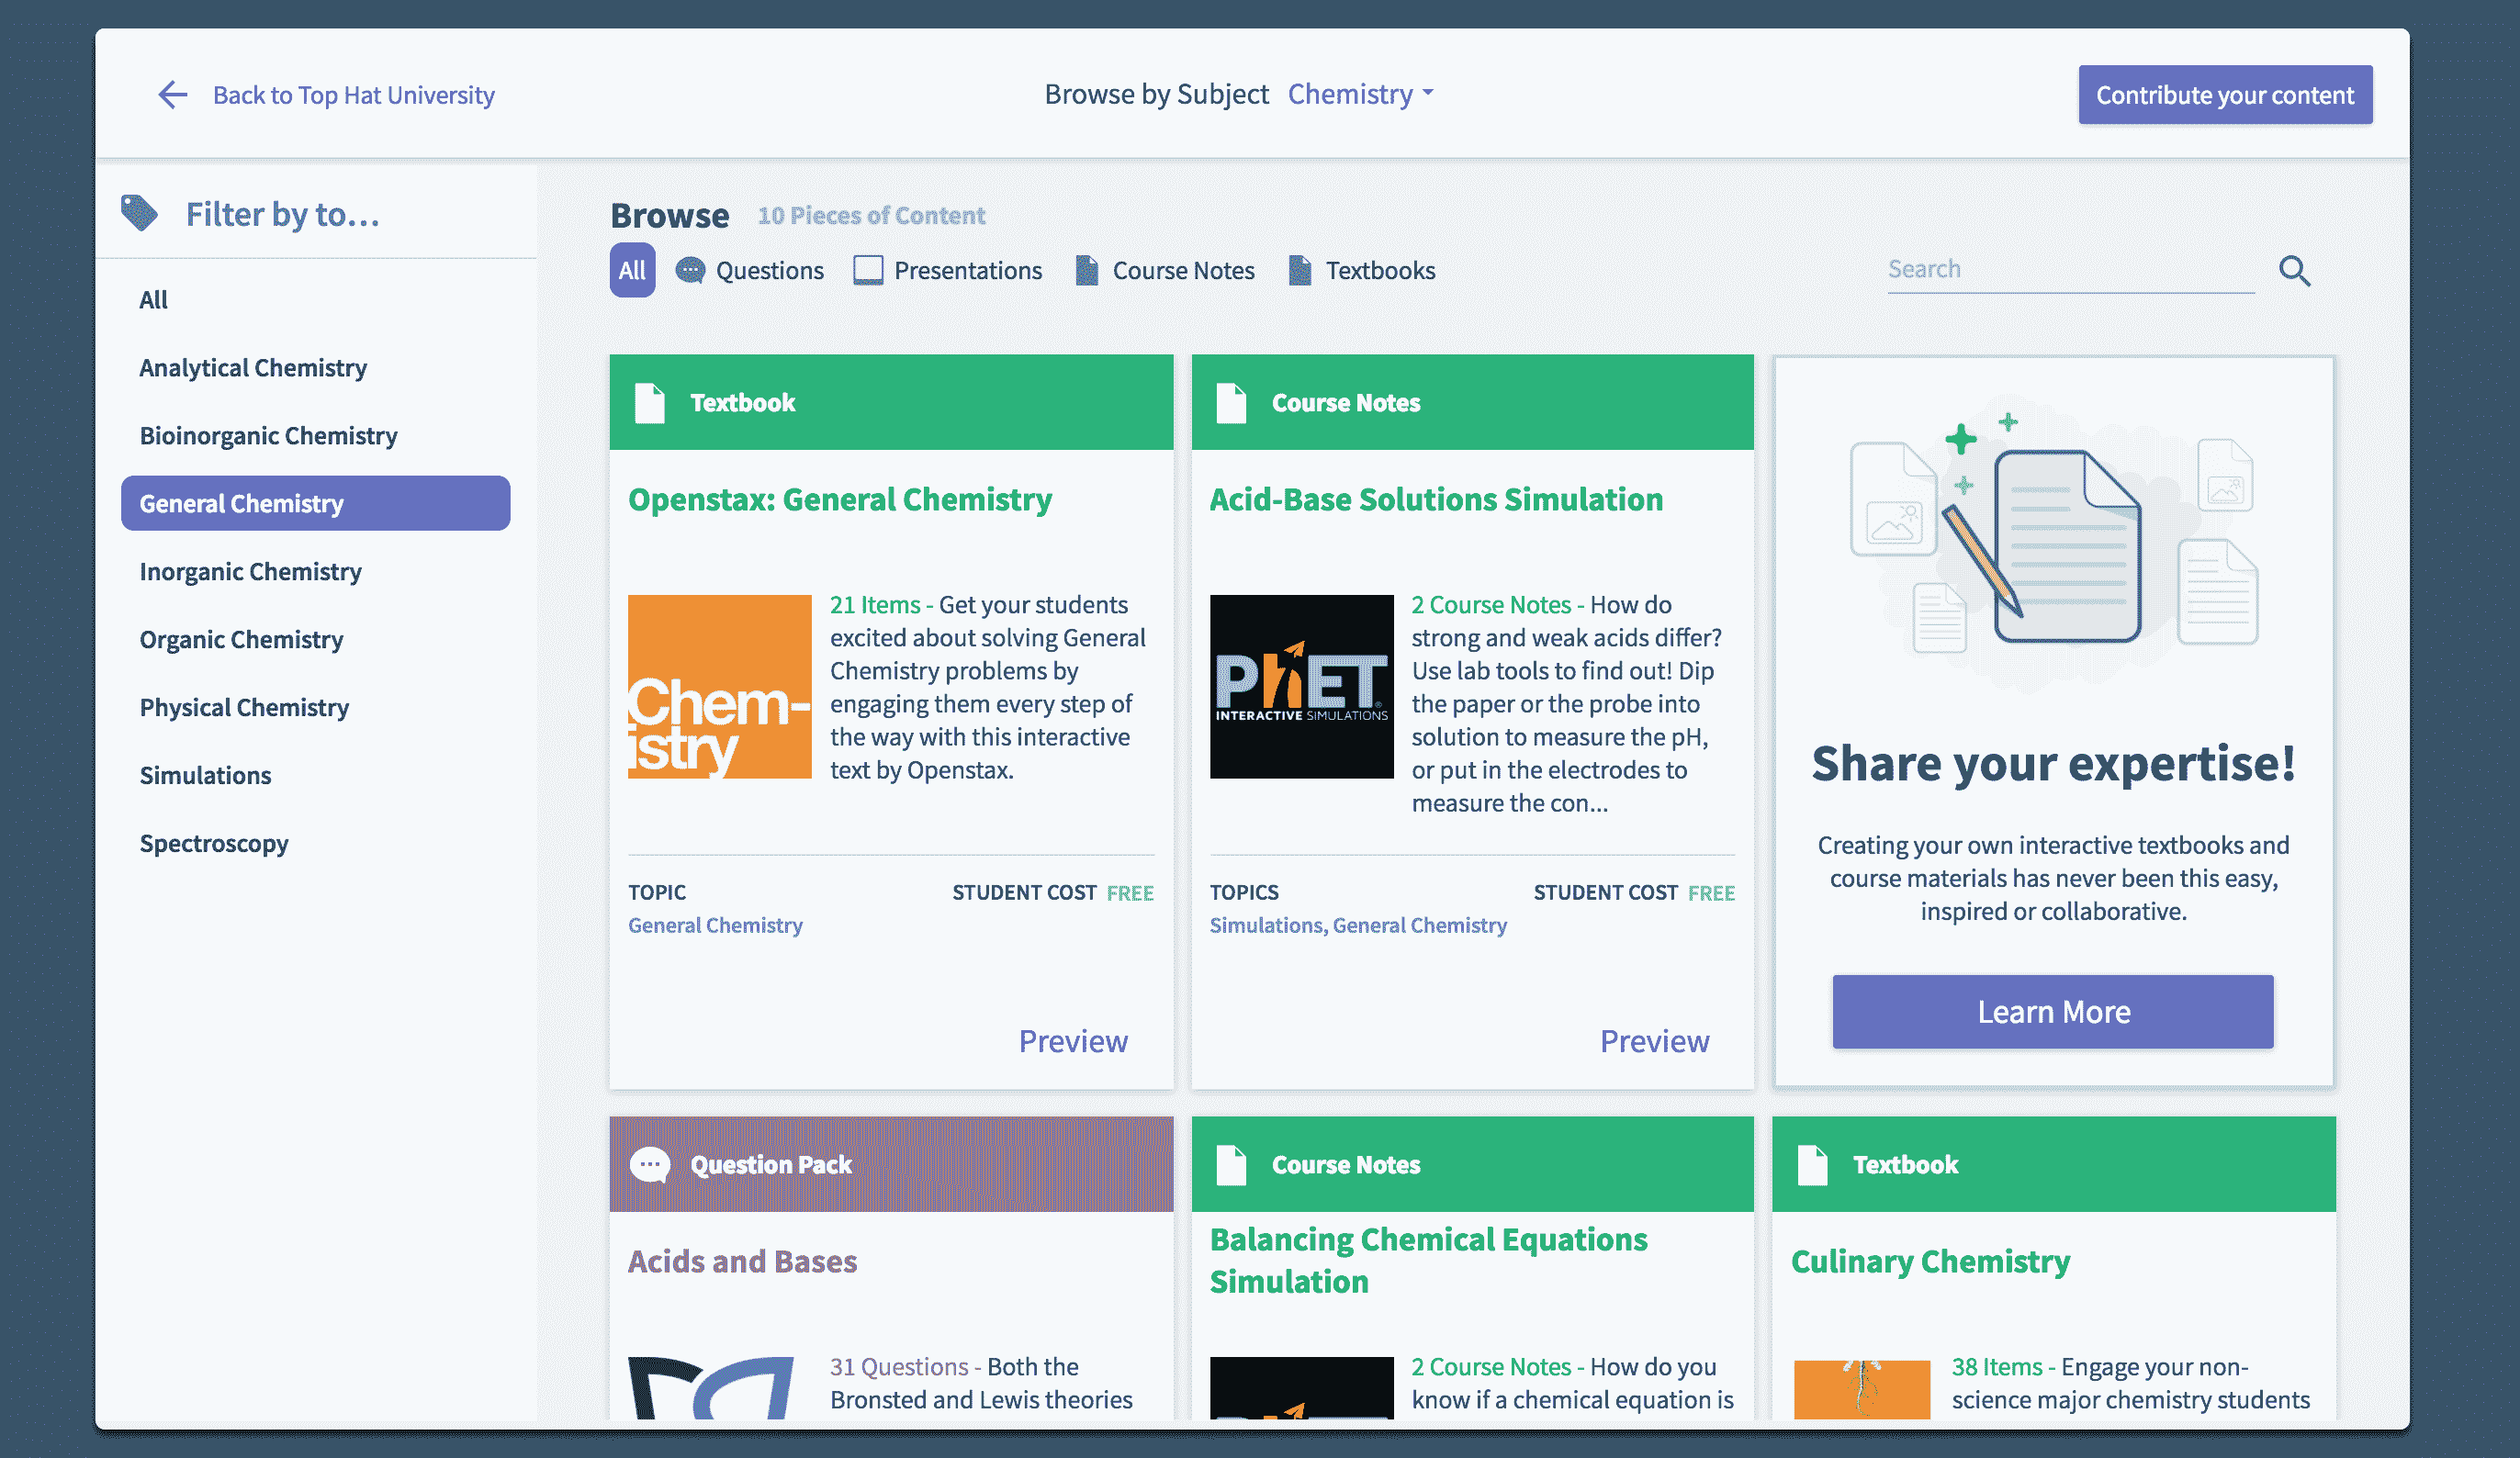 Back to Top Hat University
Browse by Subject Chemistry
Contribute your content
Filter by to...
All
Analytical Chemistry
Bioinorganic Chemistry
General Chemistry
Inorganic Chemistry
Organic Chemistry
Physical Chemistry
Simulations
Spectroscopy
Browse 10 Pieces of Content
All Questions Presentations Course Notes Textbooks
Search
Textbook
Openstax: General Chemistry
Chem-
istry
21 Items - Get your students
excited about solving General
Chemistry problems by
engaging them every step of
the way with this interactive
text by Openstax.
TOPIC
General Chemistry
STUDENT COST FREE
Preview
Course Notes
Acid-Base Solutions Simulation
PhET
INTERACTIVE SIMULATIONS
2 Course Notes - How do
strong and weak acids differ?
Use lab tools to find out! Dip
the paper or the probe into
solution to measure the pH,
or put in the electrodes to
measure the con...
TOPICS
Simulations, General Chemistry
STUDENT COST FREE
Preview
Share your expertise!
Creating your own interactive textbooks and
course materials has never been this easy,
inspired or collaborative.
Learn More
Question Pack
Acids and Bases
31 Questions - Both the
Bronsted and Lewis theories
Course Notes
Balancing Chemical Equations
Simulation
2 Course Notes - How do you
know if a chemical equation is
Textbook
Culinary Chemistry
38 Items - Engage your non-
science major chemistry students